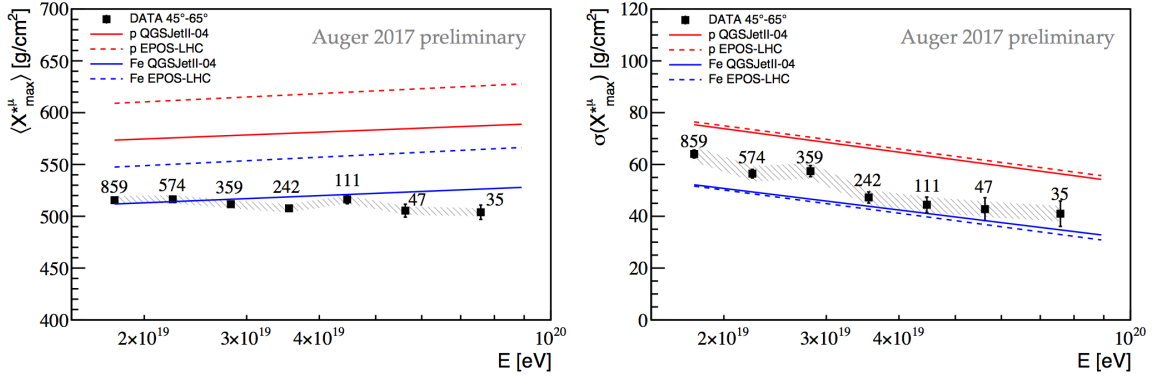 ⟨X*μmax⟩ [g/cm²]
700
650
600
550
500
450
400
DATA 45°-65°
p QGSJetII-04
p EPOS-LHC
Fe QGSJetII-04
Fe EPOS-LHC
Auger 2017 preliminary
859 574 359 242 111 47 35
2×10¹⁹ 3×10¹⁹ 4×10¹⁹ 10²⁰
E [eV]
σ(X*μmax) [g/cm²]
120
100
80
60
40
20
0
DATA 45°-65°
p QGSJetII-04
p EPOS-LHC
Fe QGSJetII-04
Fe EPOS-LHC
Auger 2017 preliminary
859 574 359 242 111 47 35
2×10¹⁹ 3×10¹⁹ 4×10¹⁹ 10²⁰
E [eV]